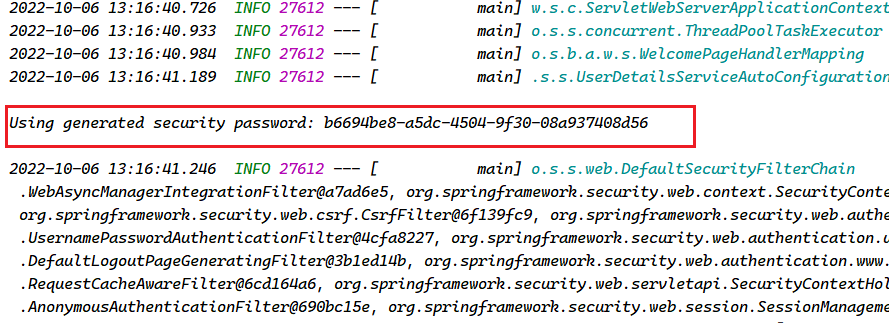 2022-10-06 13:16:40.726  INFO 27612 --- [           main] w.s.c.ServletWebServerApplicationContext
2022-10-06 13:16:40.933  INFO 27612 --- [           main] o.s.s.concurrent.ThreadPoolTaskExecutor
2022-10-06 13:16:40.984  INFO 27612 --- [           main] o.s.b.a.w.s.WelcomePageHandlerMapping
2022-10-06 13:16:41.189  INFO 27612 --- [           main] .s.s.UserDetailsServiceAutoConfiguration
Using generated security password: b6694be8-a5dc-4504-9f30-08a937408d56
2022-10-06 13:16:41.246  INFO 27612 --- [           main] o.s.s.web.DefaultSecurityFilterChain
.WebAsyncManagerIntegrationFilter@a7ad6e5, org.springframework.security.web.context.SecurityConte
org.springframework.security.web.csrf.CsrfFilter@6f139fc9, org.springframework.security.web.authe
.UsernamePasswordAuthenticationFilter@4cfa8227, org.springframework.security.web.authentication.u
.DefaultLogoutPageGeneratingFilter@3b1ed14b, org.springframework.security.web.authentication.www.
.RequestCacheAwareFilter@6cd164a6, org.springframework.security.web.servletapi.SecurityContextHol
.AnonymousAuthenticationFilter@690bc15e, org.springframework.security.web.session.SessionManageme